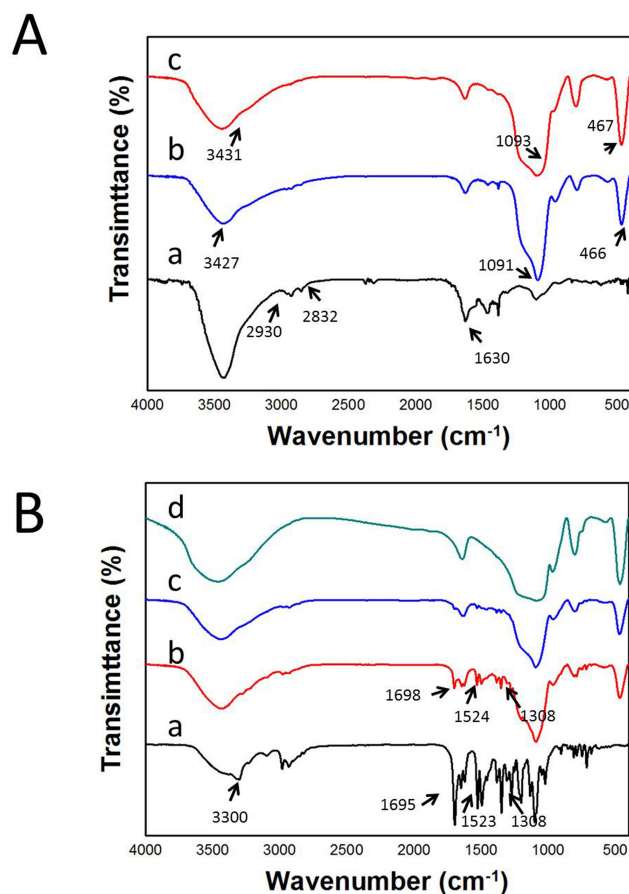 A
c
3431
1093
467
b
3427
1091
466
a
2930
2832
1630
Transimttance (%)
4000 3500 3000 2500 2000 1500 1000 500
Wavenumber (cm⁻¹)
B
d
c
b
1698
1524
1308
a
3300
1695
1523
1308
Transimttance (%)
4000 3500 3000 2500 2000 1500 1000 500
Wavenumber (cm⁻¹)